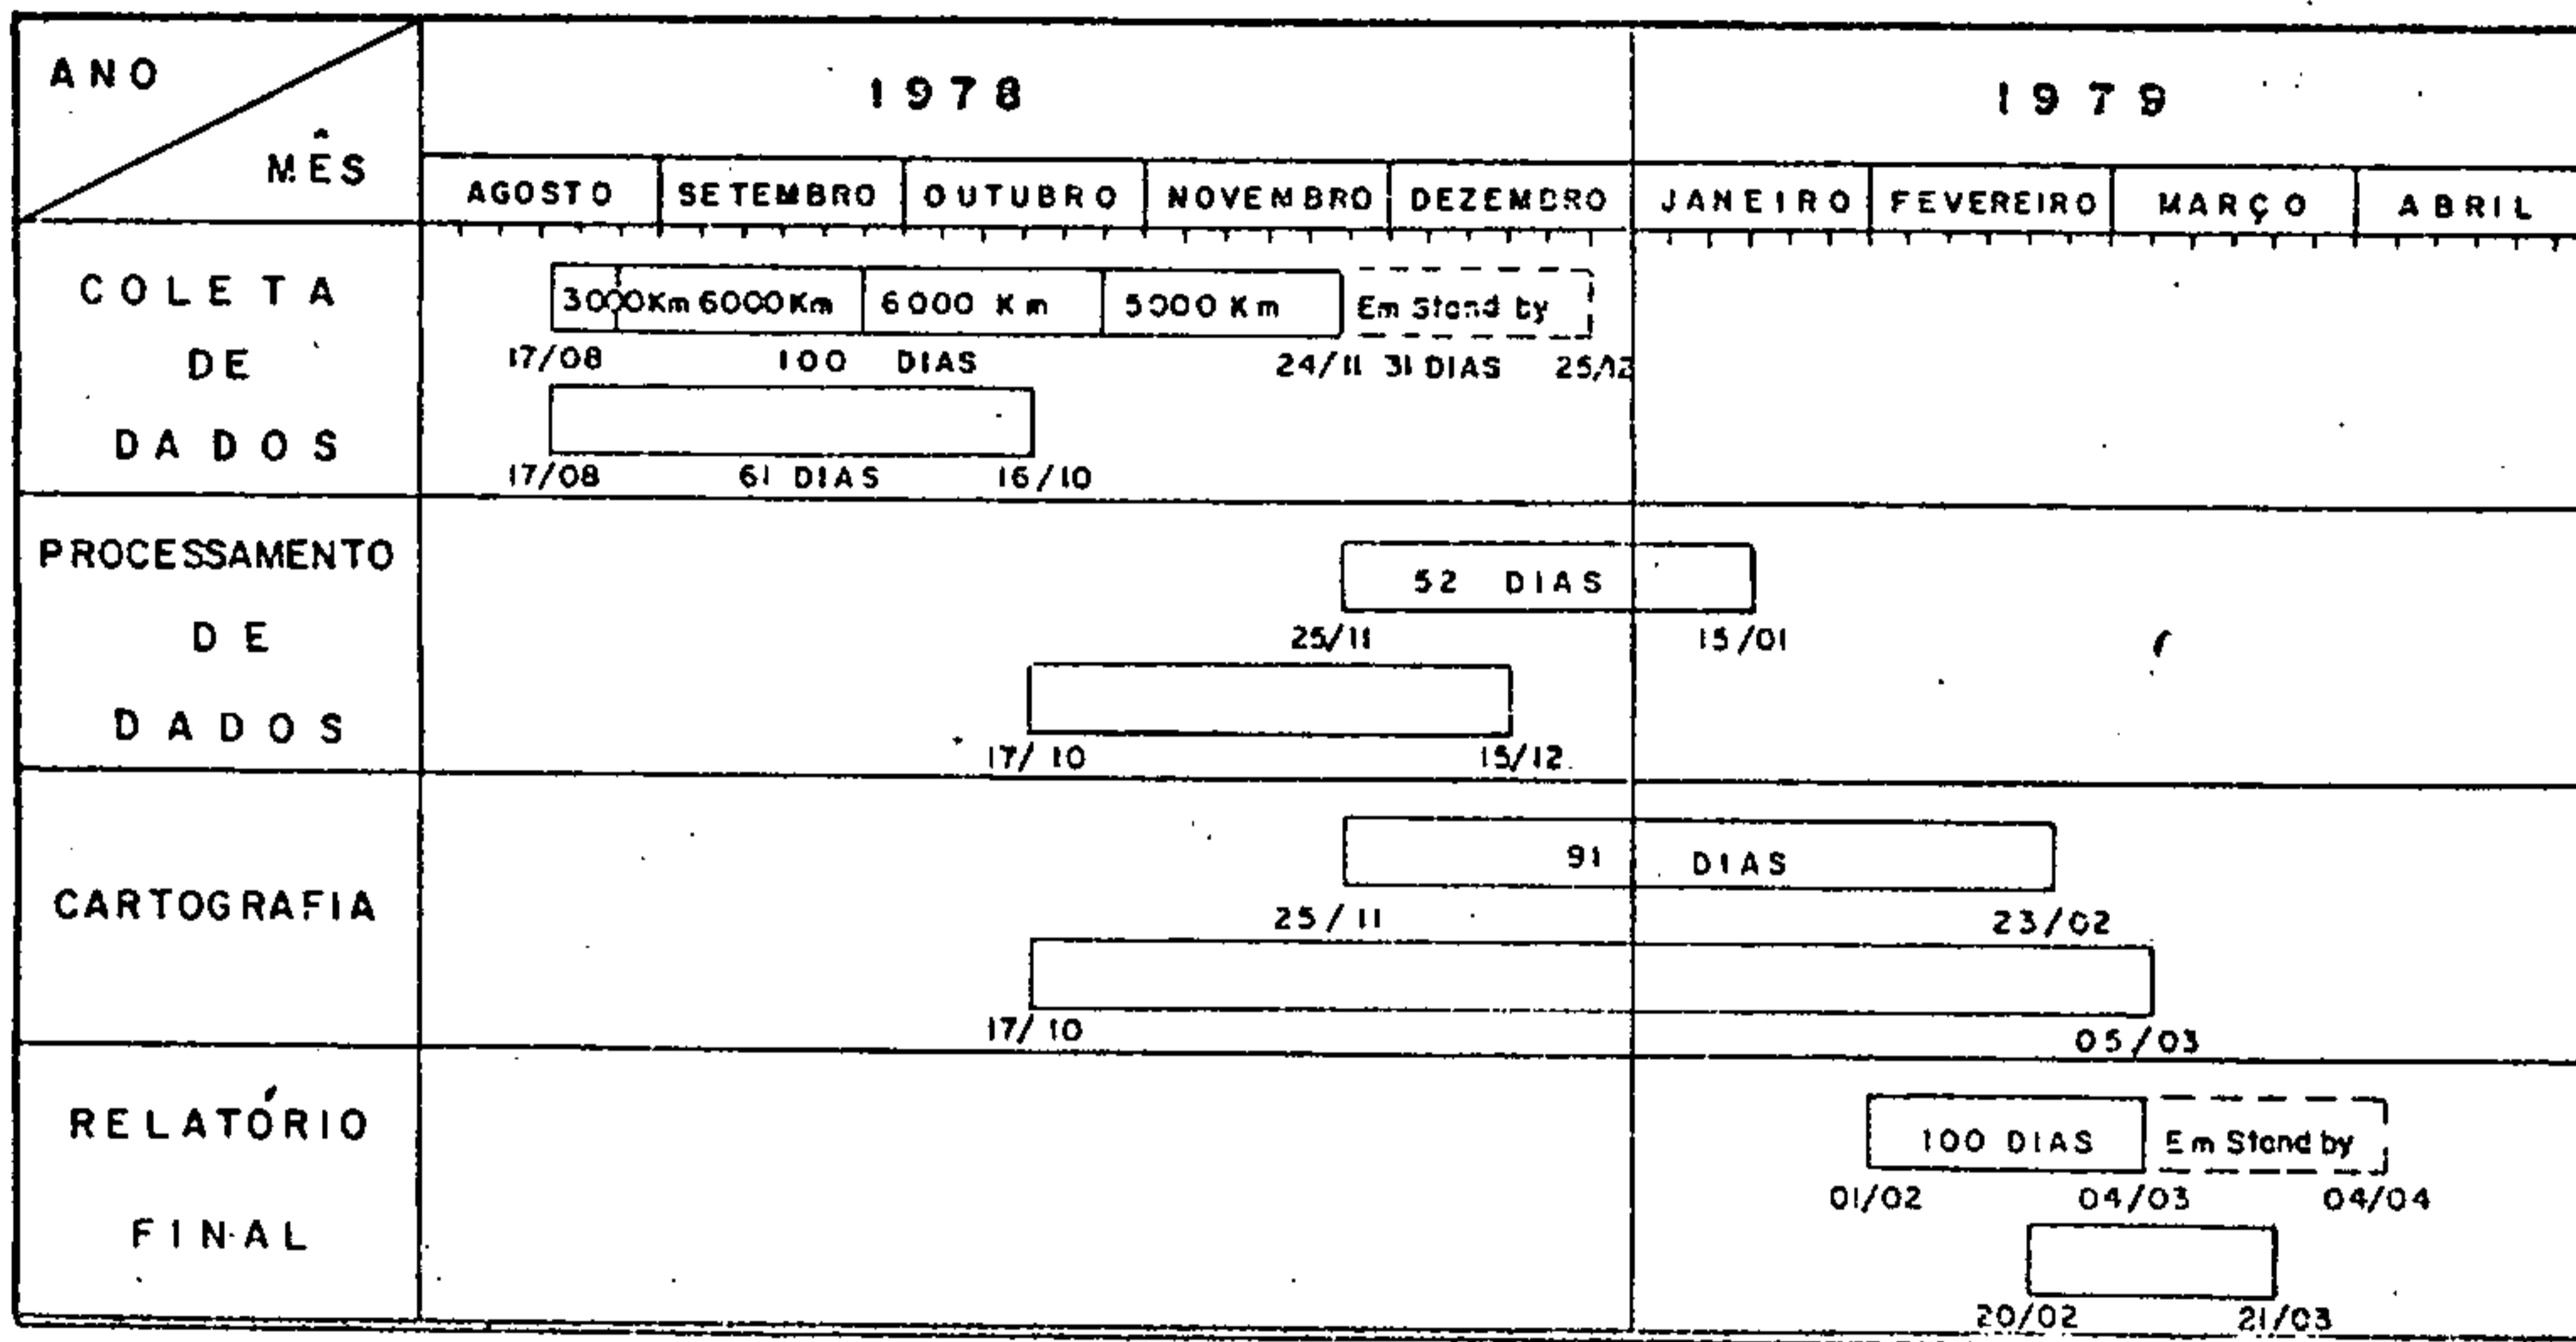 ANO
MÊS
1978
1979
AGOSTO SETEMBRO OUTUBRO NOVEMBRO DEZEMBRO JANEIRO FEVEREIRO MARÇO ABRIL
COLETA
DE
DADOS
3000Km 6000Km 6000 Km 5000 Km Em Stand by
17/08 100 DIAS 24/11 31 DIAS 25/12
17/08 61 DIAS 16/10
PROCESSAMENTO
DE
DADOS
52 DIAS
25/11 15/01
17/10 15/12
CARTOGRAFIA
91 DIAS
25/11 23/02
17/10 05/03
RELATÓRIO
FINAL
100 DIAS Em Stand by
01/02 04/03 04/04
20/02 21/03